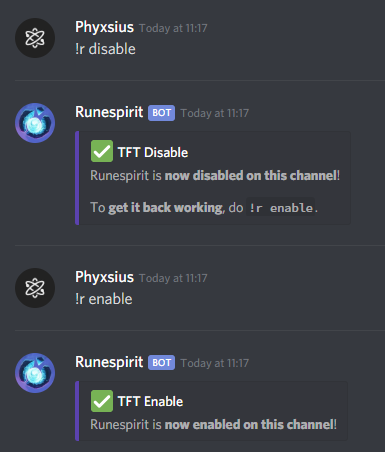 Phyxsius Today at 11:17
!r disable
Runespirit BOT Today at 11:17
✅ TFT Disable
Runespirit is now disabled on this channel!
To get it back working, do !r enable.
Phyxsius Today at 11:17
!r enable
Runespirit BOT Today at 11:17
✅ TFT Enable
Runespirit is now enabled on this channel!